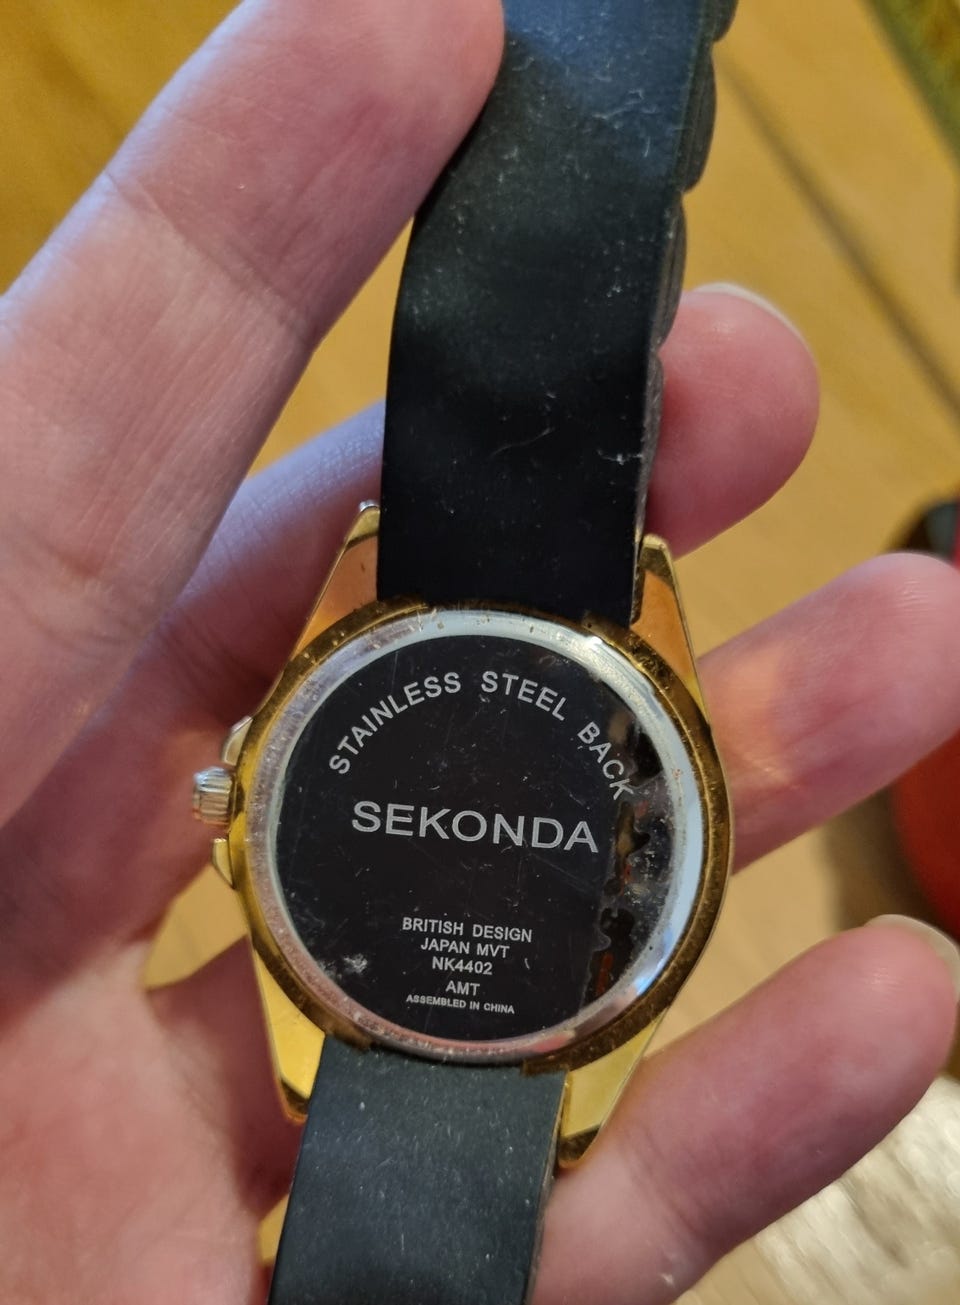 STAINLESS STEEL BACK
SEKONDA
BRITISH DESIGN
JAPAN MVT
NK4402
AMT
ASSEMBLED IN CHINA